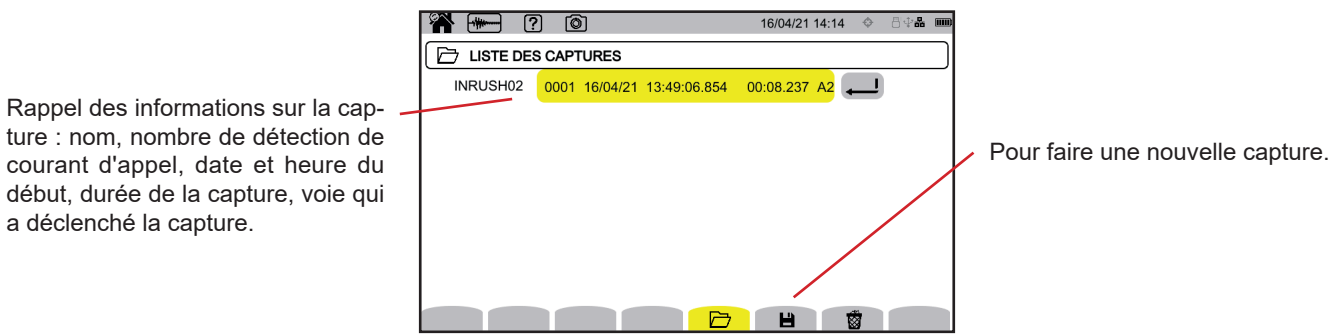 16/04/21 14:14
LISTE DES CAPTURES
INRUSH02 0001 16/04/21 13:49:06.854 00:08.237 A2
Rappel des informations sur la cap-
ture : nom, nombre de détection de
courant d'appel, date et heure du
début, durée de la capture, voie qui
a déclenché la capture.
Pour faire une nouvelle capture.